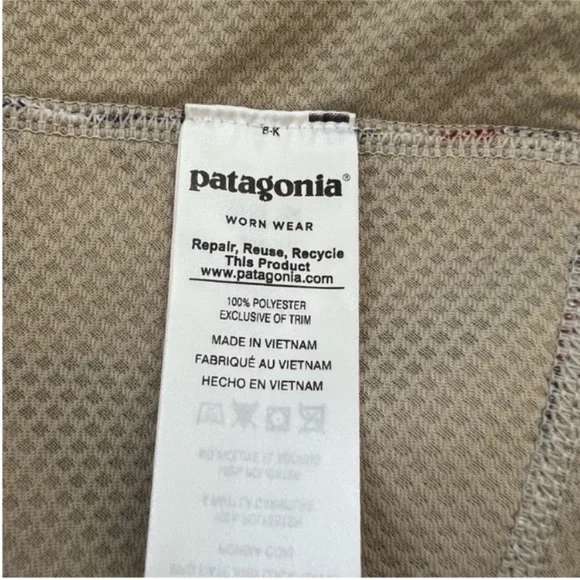 8-K
patagonia®
WORN WEAR
Repair, Reuse, Recycle
This Product
www.patagonia.com
100% POLYESTER
EXCLUSIVE OF TRIM
MADE IN VIETNAM
FABRIQUÉ AU VIETNAM
HECHO EN VIETNAM